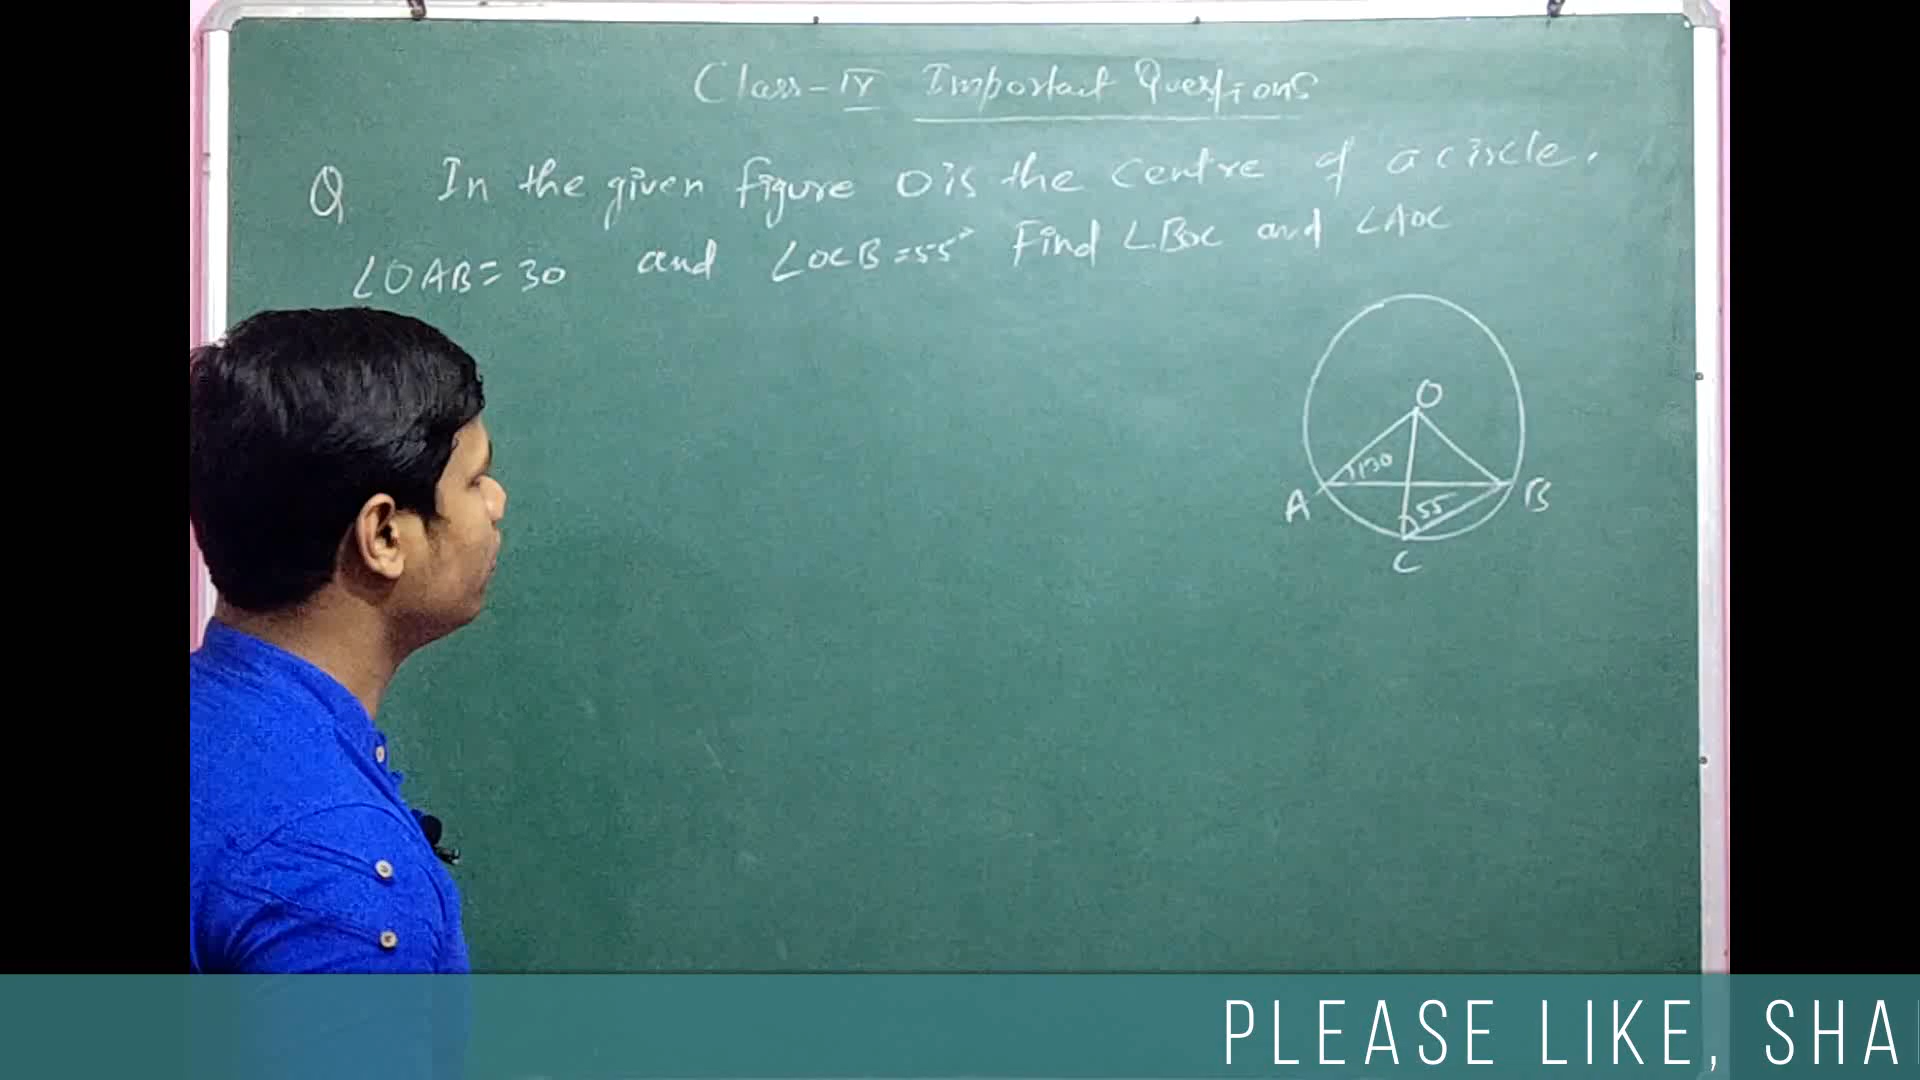 Class-IX Important Questions
Q In the given figure O is the centre of a circle.
∠OAB=30 and ∠OCB=55° Find ∠BOC and ∠AOC
O
30
A
B
55
C
PLEASE LIKE, SHA